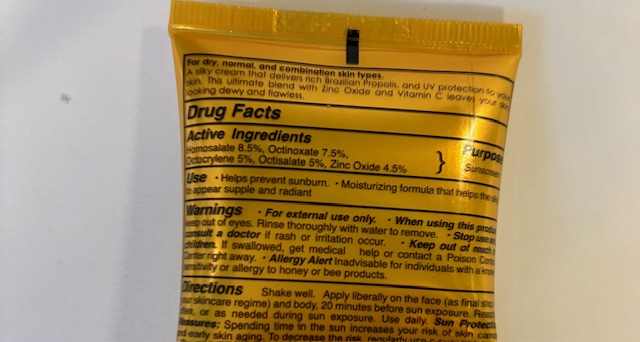 For dry, normal, and combination skin types.
A silky cream that delivers rich Brazilian Propolis, and UV protection to your
skin. This ultimate blend with Zinc Oxide and Vitamin C leaves your skin
looking dewy and flawless.
Drug Facts
Active Ingredients
Homosalate 8.5%, Octinoxate 7.5%,
Octocrylene 5%, Octisalate 5%, Zinc Oxide 4.5%
Purpose
Sunscreen
Use • Helps prevent sunburn. • Moisturizing formula that helps the skin
to appear supple and radiant
Warnings • For external use only. • When using this product
keep out of eyes. Rinse thoroughly with water to remove. • Stop use and
consult a doctor if rash or irritation occur. • Keep out of reach of
children. If swallowed, get medical help or contact a Poison Control
Center right away. • Allergy Alert Inadvisable for individuals with a known
sensitivity or allergy to honey or bee products.
Directions Shake well. Apply liberally on the face (as final step
your skincare regime) and body, 20 minutes before sun exposure.
often, or as needed during sun exposure. Use daily. Sun Protection
Measures: Spending time in the sun increases your risk of skin cancer
and early skin aging. To decrease the risk, regularly use a